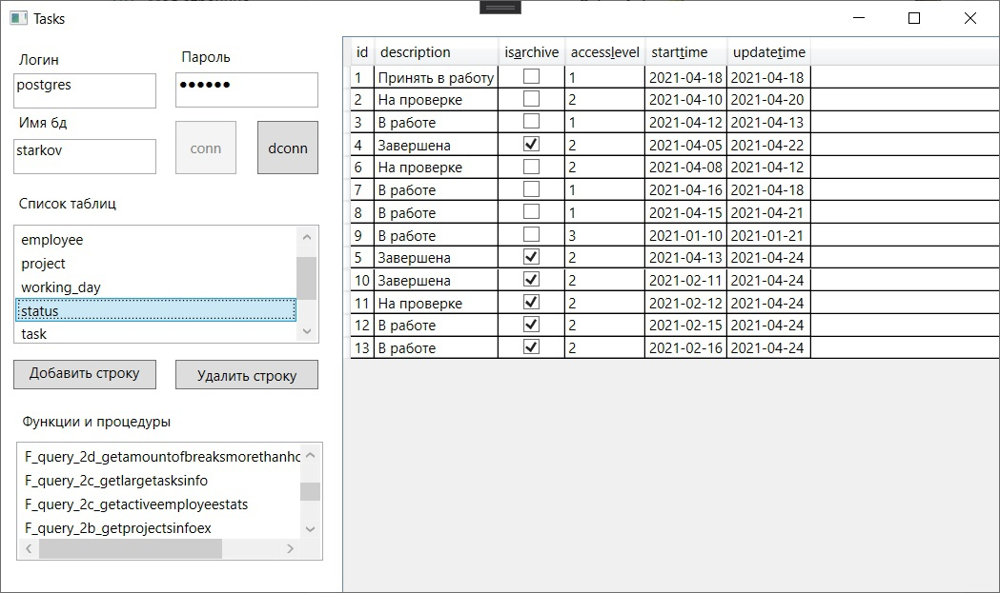 Tasks
Логин
Пароль
postgres
●●●●●●
Имя бд
starkov
conn
dconn
Список таблиц
employee
project
working_day
status
task
Добавить строку
Удалить строку
Функции и процедуры
F_query_2d_getamountofbreaksmorethanho
F_query_2c_getlargetasksinfo
F_query_2c_getactiveemployeestats
F_query_2b_getprojectsinfoex
id description isarchive accesslevel starttime updatetime
1 Принять в работу 1 2021-04-18 2021-04-18
2 На проверке 2 2021-04-10 2021-04-20
3 В работе 1 2021-04-12 2021-04-13
4 Завершена 2 2021-04-05 2021-04-22
6 На проверке 2 2021-04-08 2021-04-12
7 В работе 1 2021-04-16 2021-04-18
8 В работе 1 2021-04-15 2021-04-21
9 В работе 3 2021-01-10 2021-01-21
5 Завершена 2 2021-04-13 2021-04-24
10 Завершена 2 2021-02-11 2021-04-24
11 На проверке 2 2021-02-12 2021-04-24
12 В работе 2 2021-02-15 2021-04-24
13 В работе 2 2021-02-16 2021-04-24